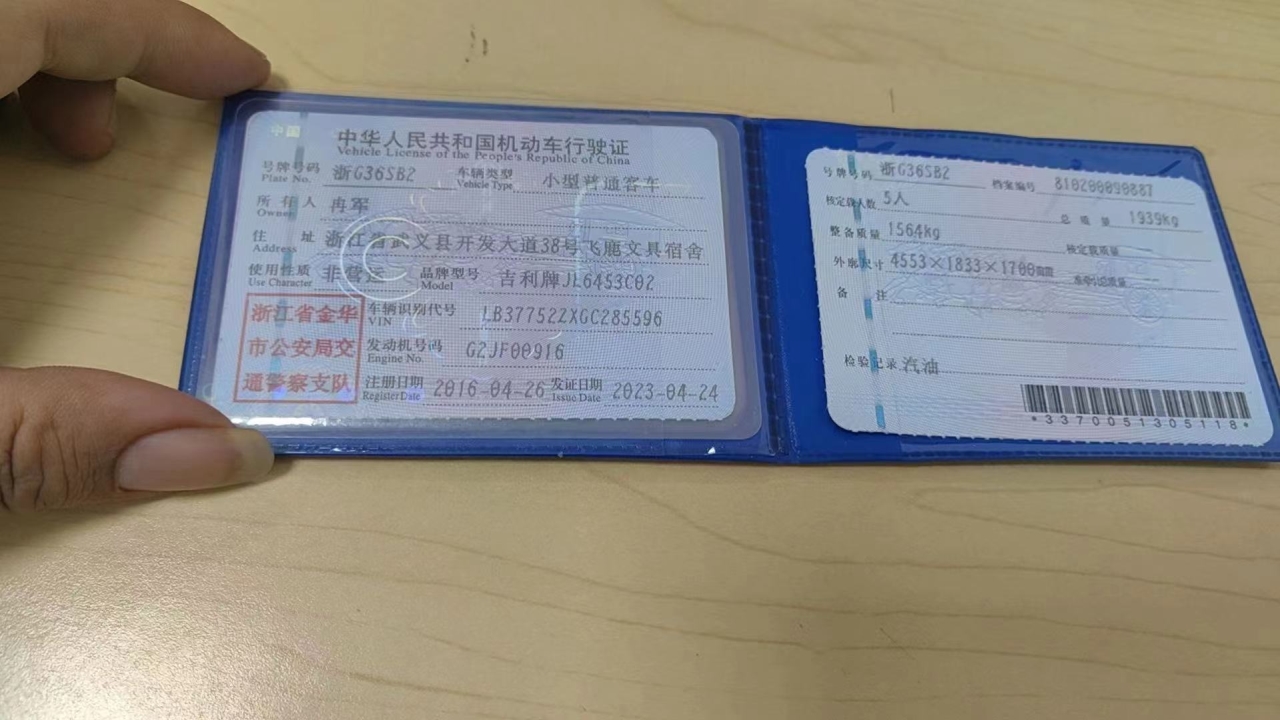 中国
中华人民共和国机动车行驶证
Vehicle License of the People's Republic of China
号牌号码 浙G36SB2 车辆类型 小型普通客车
Plate No. Vehicle Type
所有人 冉军
Owner
住址 浙江省武义县开发大道38号飞雁文具宿舍
Address
使用性质 非营运 品牌型号 吉利牌JL6453C02
Use Character Model
浙江省金华
市公安局交
通警察支队
车辆识别代号 LB37752ZXGC285596
VIN
发动机号码 G2JF00916
Engine No.
注册日期 2016-04-26 发证日期 2023-04-24
Register Date Issue Date
号牌号码 浙G36SB2 档案编号 810200090887
核定载人数 5人 总质量 1939kg
整备质量 1564kg 核定载质量 --
外廓尺寸 4553×1833×1700mm 准牵引总质量 --
备注
检验记录 汽油
*3370051305118*